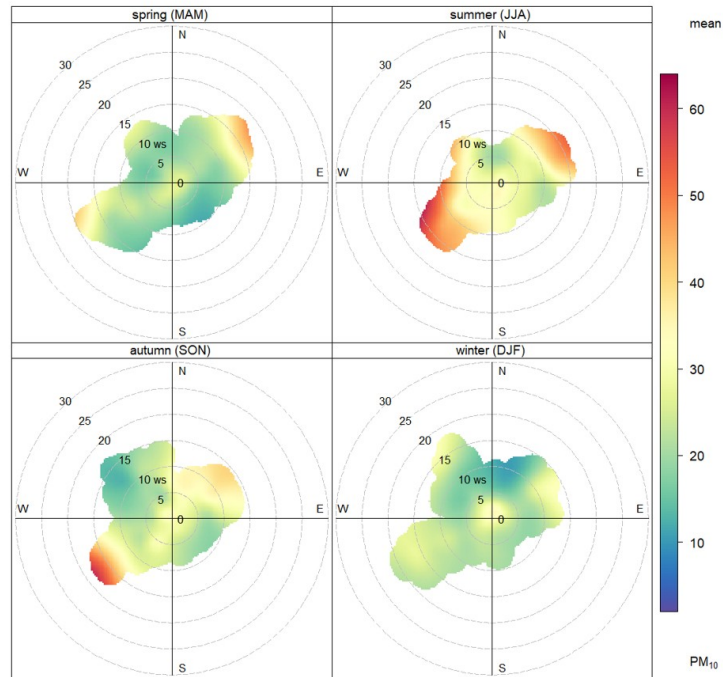 spring (MAM)
N
30
25
20
15
10 ws
5
0
W
E
S
summer (JJA)
N
30
25
20
15
10 ws
5
0
W
E
S
autumn (SON)
N
30
25
20
15
10 ws
5
0
W
E
S
winter (DJF)
N
30
25
20
15
10 ws
5
0
W
E
S
mean
60
50
40
30
20
10
PM₁₀